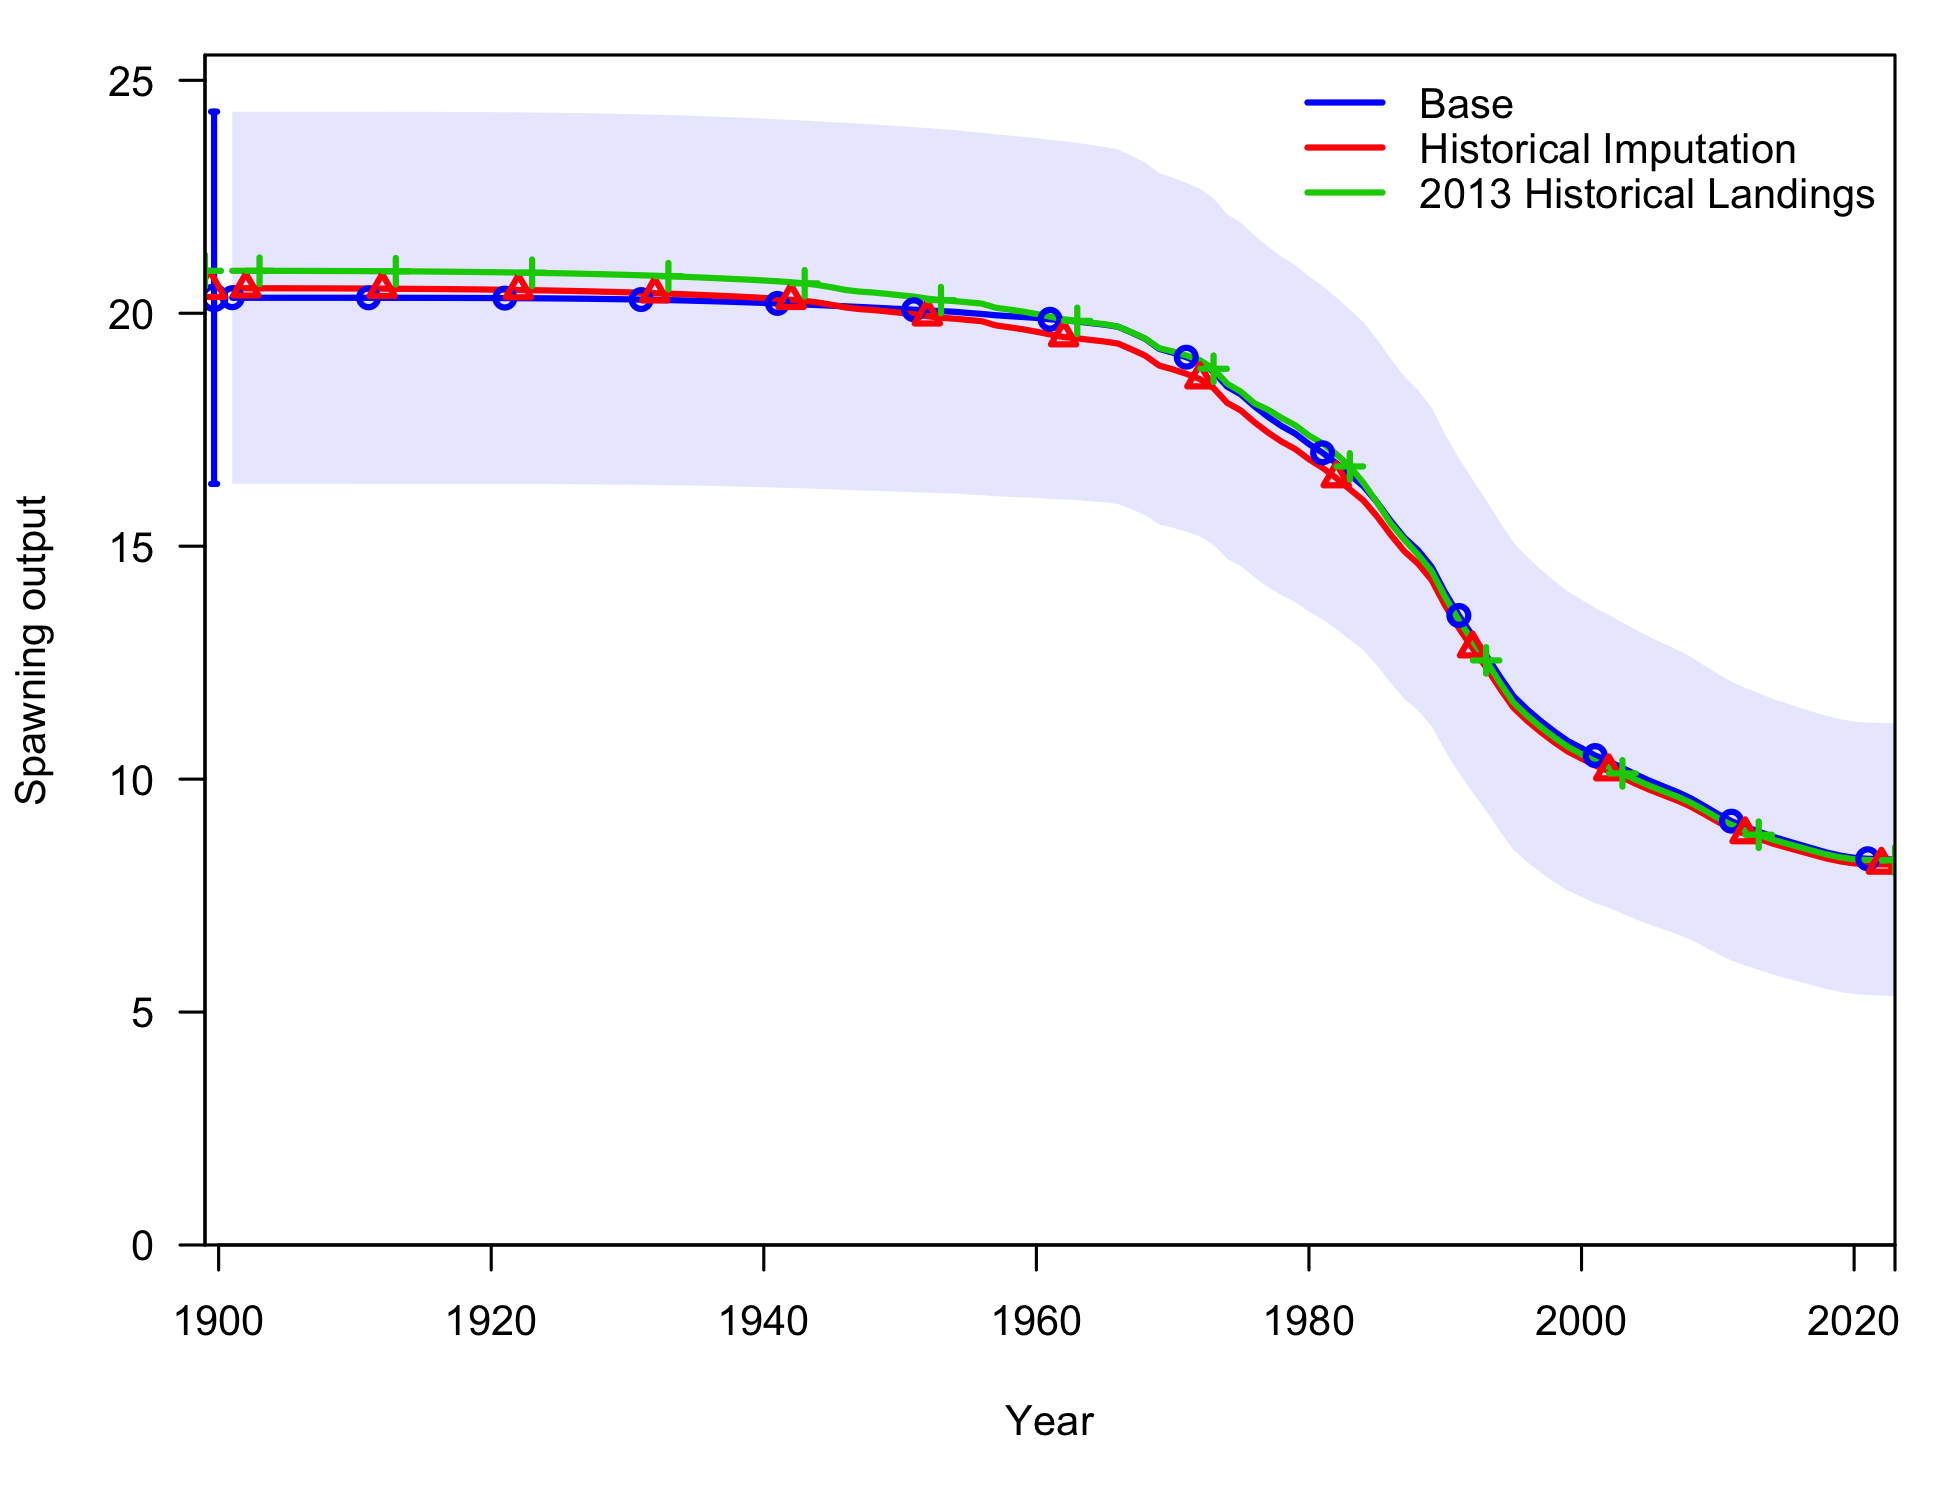 25
20
15
10
5
0
Spawning output
Base
Historical Imputation
2013 Historical Landings
1900 1920 1940 1960 1980 2000 2020
Year